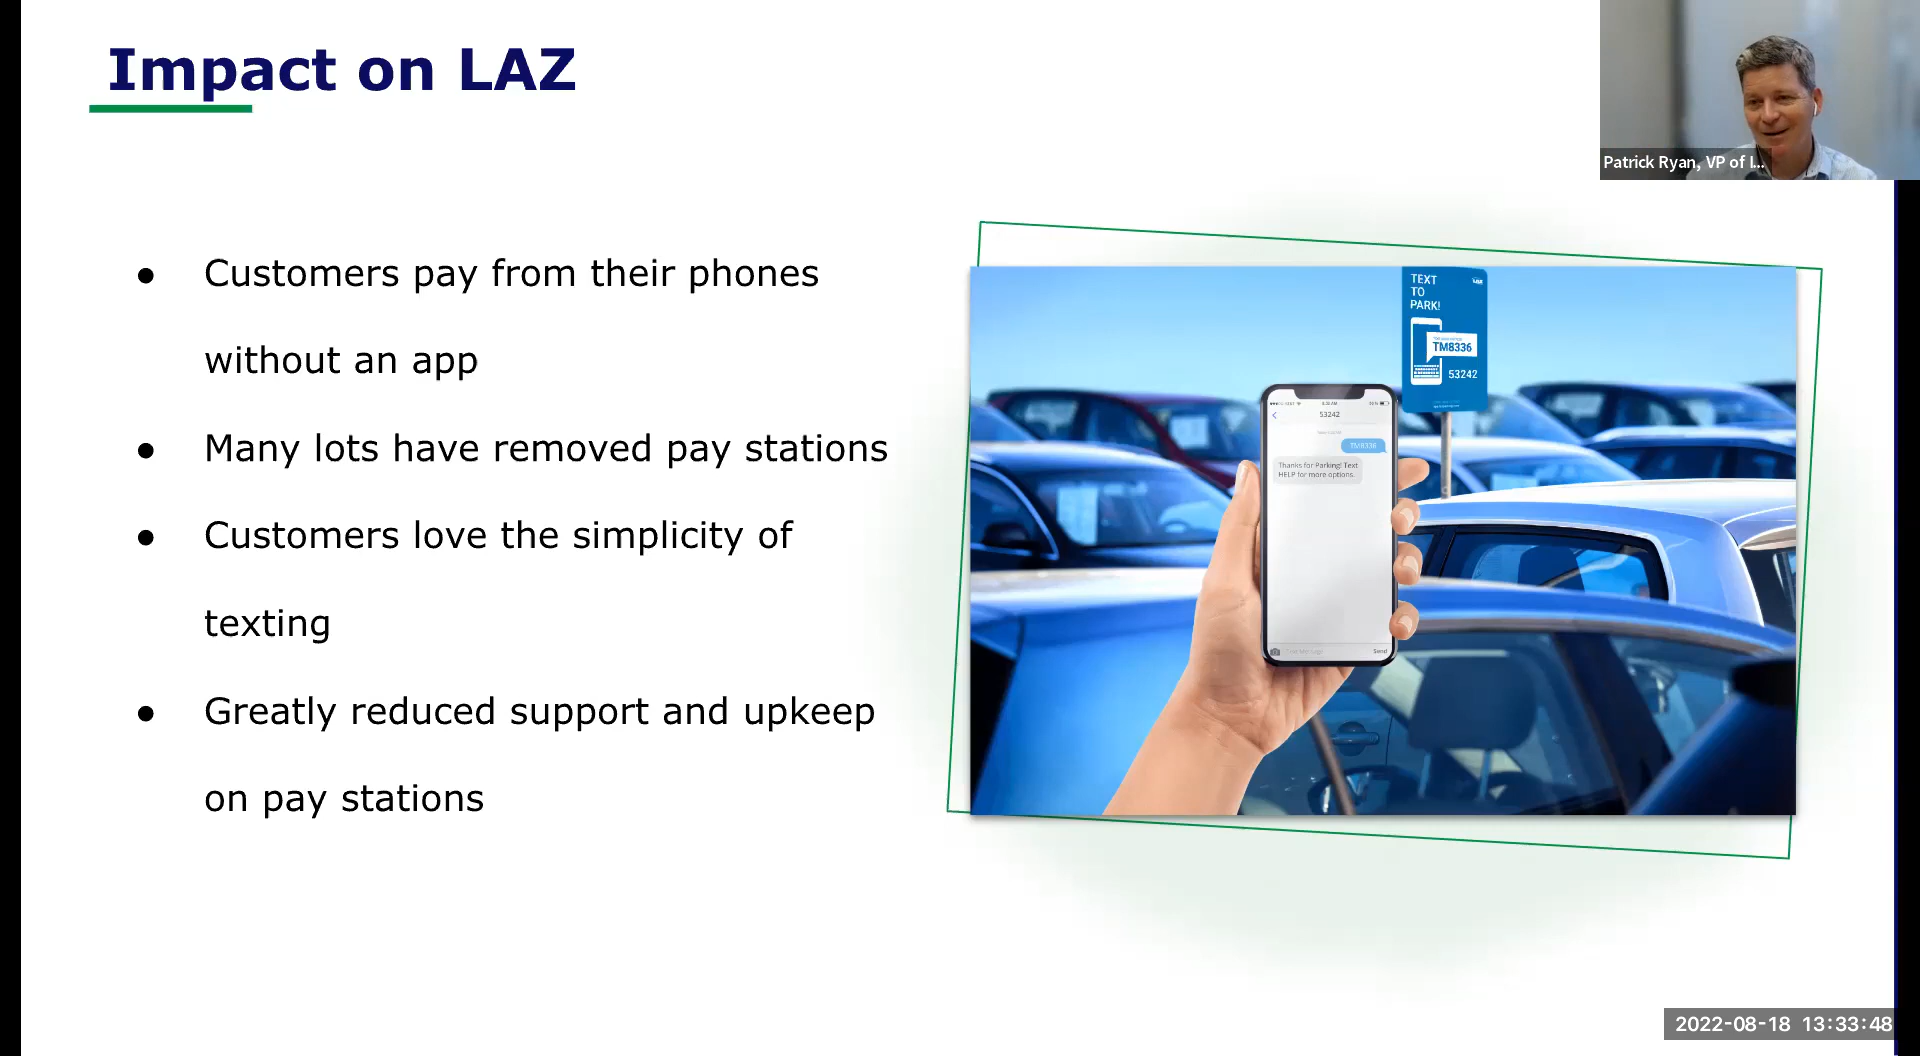 Impact on LAZ
Patrick Ryan, VP of I...
● Customers pay from their phones
without an app
● Many lots have removed pay stations
● Customers love the simplicity of
texting
● Greatly reduced support and upkeep
on pay stations
TEXT
TO
PARK!
TM8336
53242
53242
TM8336
Thanks for Parking! Text
HELP for more options.
Send
2022-08-18 13:33:48